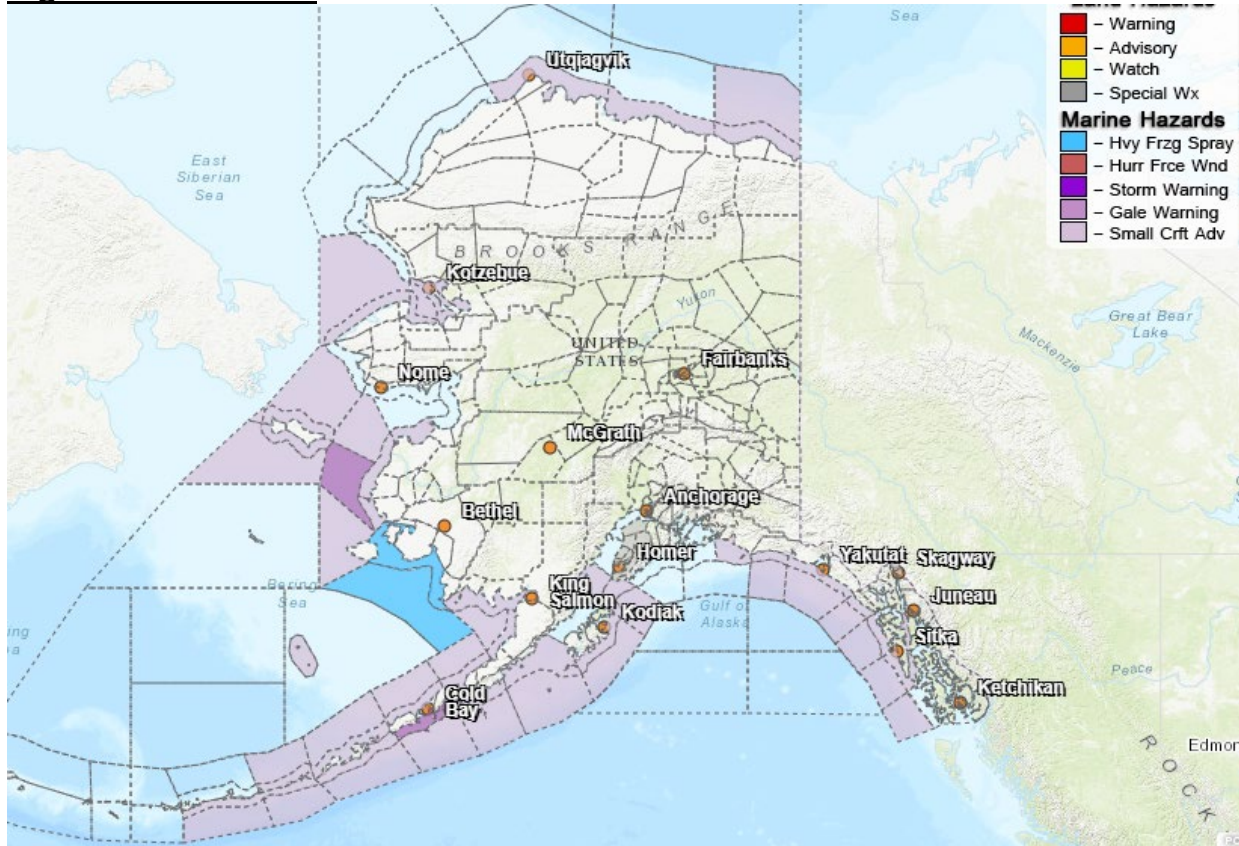 Sea
Land Hazards
– Warning
– Advisory
– Watch
– Special Wx
Marine Hazards
– Hvy Frzg Spray
– Hurr Frce Wnd
– Storm Warning
– Gale Warning
– Small Crft Adv
Utqiagvik
East
Siberian
Sea
BROOKS RANGE
Kotzebue
Yukon
Great Bear
Lake
Mackenzie
UNITED
STATES
Fairbanks
Nome
McGrath
Anchorage
Bethel
Homer
Yakutat
Skagway
King
Salmon
Bering
Sea
Kodiak
Gulf of
Alaska
Juneau
Sitka
Peace
Cold
Bay
Ketchikan
Edmon
ROCK